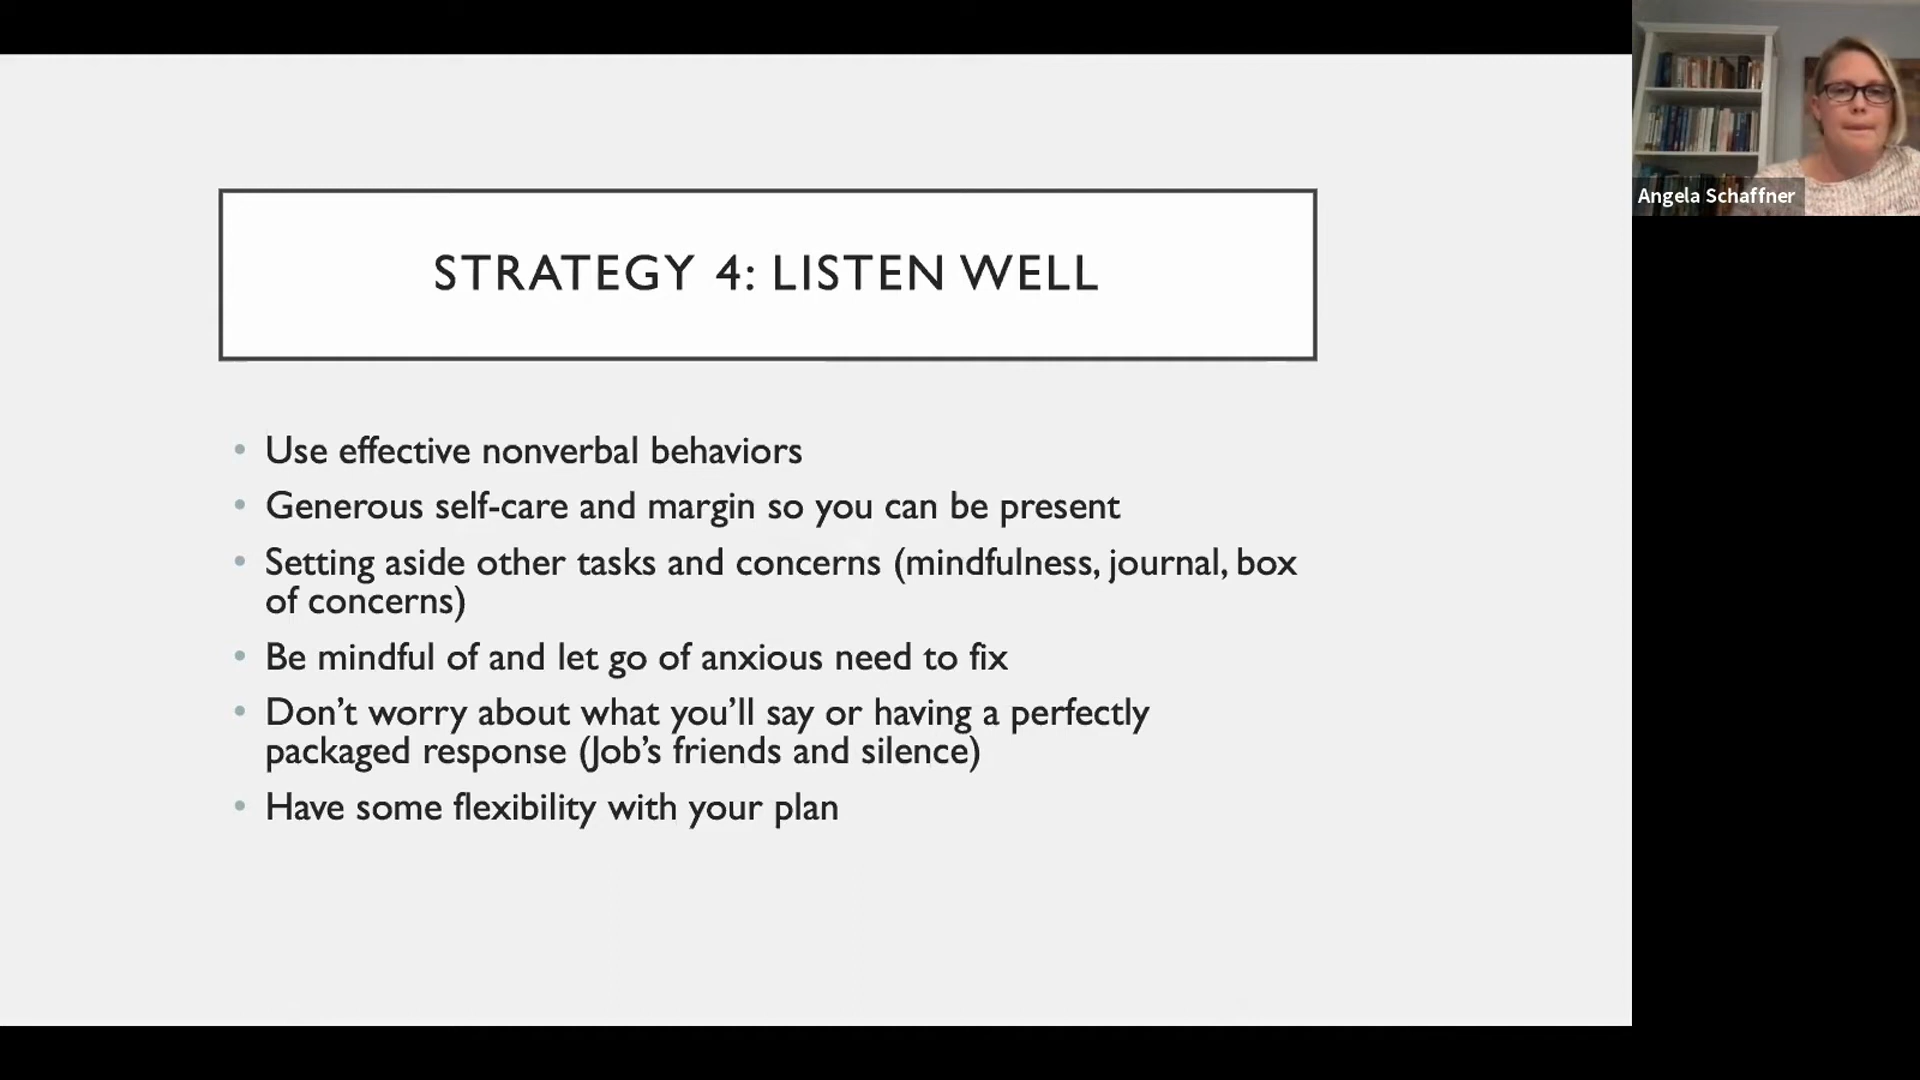 STRATEGY 4: LISTEN WELL
• Use effective nonverbal behaviors
• Generous self-care and margin so you can be present
• Setting aside other tasks and concerns (mindfulness, journal, box
of concerns)
• Be mindful of and let go of anxious need to fix
• Don’t worry about what you’ll say or having a perfectly
packaged response (Job’s friends and silence)
• Have some flexibility with your plan
Angela Schaffner